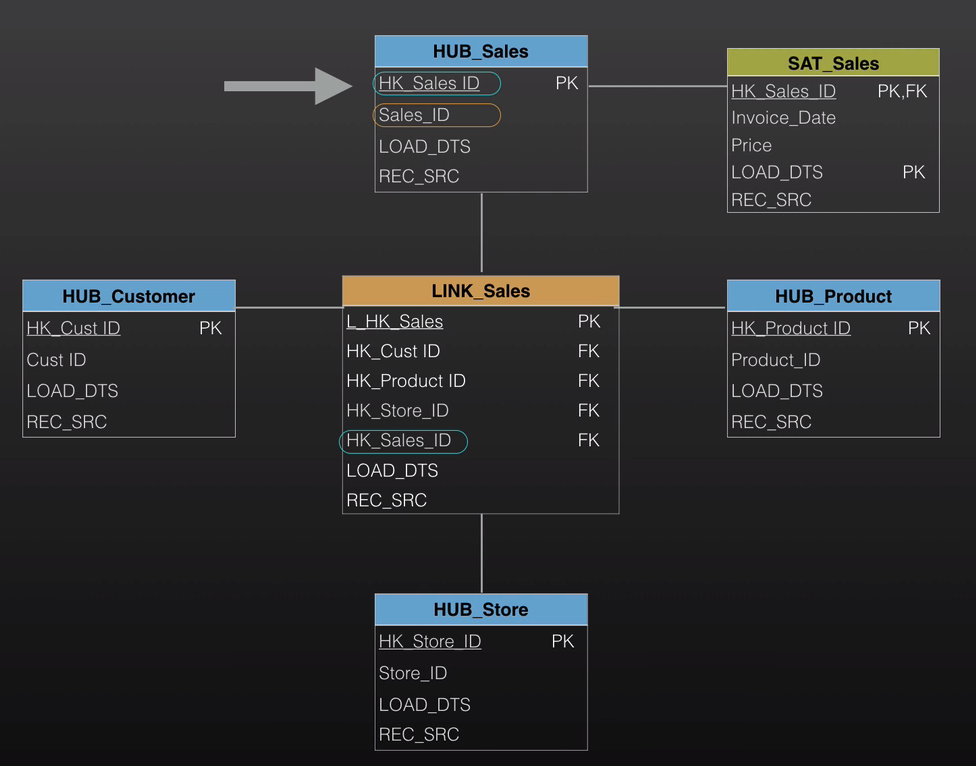 HUB_Sales
HK_Sales ID PK
Sales_ID
LOAD_DTS
REC_SRC
SAT_Sales
HK_Sales_ID PK,FK
Invoice_Date
Price
LOAD_DTS PK
REC_SRC
HUB_Customer
HK_Cust ID PK
Cust ID
LOAD_DTS
REC_SRC
LINK_Sales
L_HK_Sales PK
HK_Cust ID FK
HK_Product ID FK
HK_Store_ID FK
HK_Sales_ID FK
LOAD_DTS
REC_SRC
HUB_Product
HK_Product ID PK
Product_ID
LOAD_DTS
REC_SRC
HUB_Store
HK_Store_ID PK
Store_ID
LOAD_DTS
REC_SRC